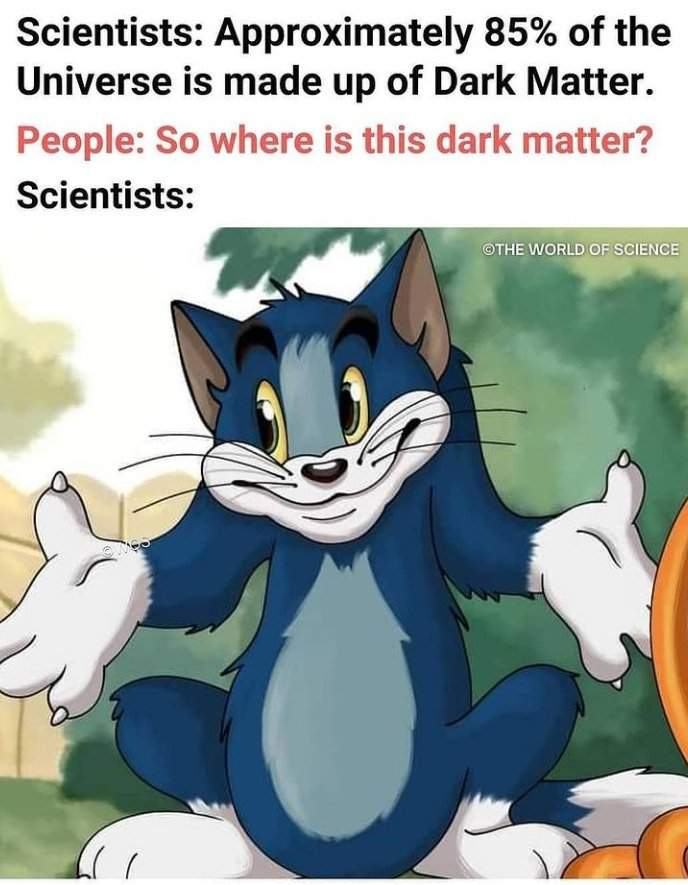 Scientists: Approximately 85% of the
Universe is made up of Dark Matter.
People: So where is this dark matter?
Scientists:
©THE WORLD OF SCIENCE